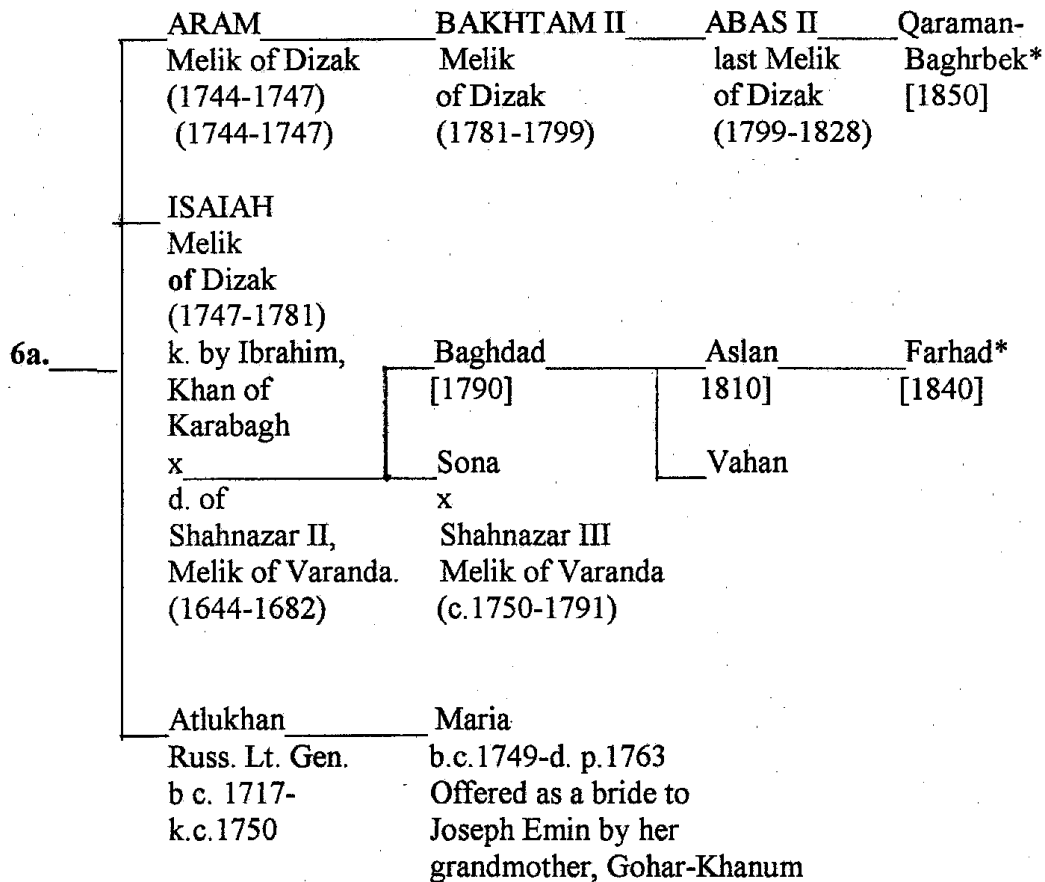 ARAM BAKHTAM II ABAS II Qaraman-
Melik of Dizak Melik last Melik Baghrbek*
(1744-1747) of Dizak of Dizak [1850]
(1744-1747) (1781-1799) (1799-1828)
ISAIAH
Melik
of Dizak
(1747-1781)
6a. k. by Ibrahim, Baghdad Aslan Farhad*
Khan of [1790] 1810] [1840]
Karabagh
x Sona Vahan
d. of x
Shahnazar II, Shahnazar III
Melik of Varanda. Melik of Varanda
(1644-1682) (c.1750-1791)
Atlukhan Maria
Russ. Lt. Gen. b.c.1749-d. p.1763
b c. 1717- Offered as a bride to
k.c.1750 Joseph Emin by her
grandmother, Gohar-Khanum